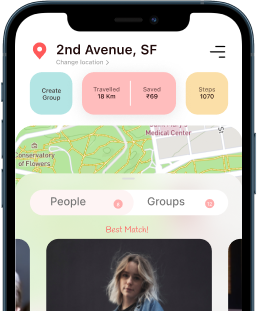 2nd Avenue, SF
Change location >
Create
Group
Travelled
18 Km
Saved
₹69
Steps
1070
Medical Center
Conservatory
of Flowers
People
Groups
Best Match!